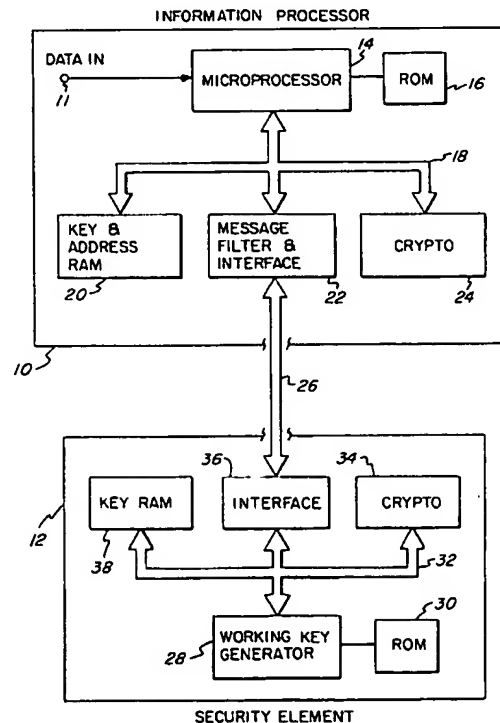 INFORMATION PROCESSOR
DATA IN
11
MICROPROCESSOR
14
ROM
16
18
KEY &
ADDRESS
RAM
20
MESSAGE
FILTER &
INTERFACE
22
CRYPTO
24
10
26
12
KEY RAM
38
36
INTERFACE
34
CRYPTO
32
28
WORKING KEY
GENERATOR
30
ROM
SECURITY ELEMENT